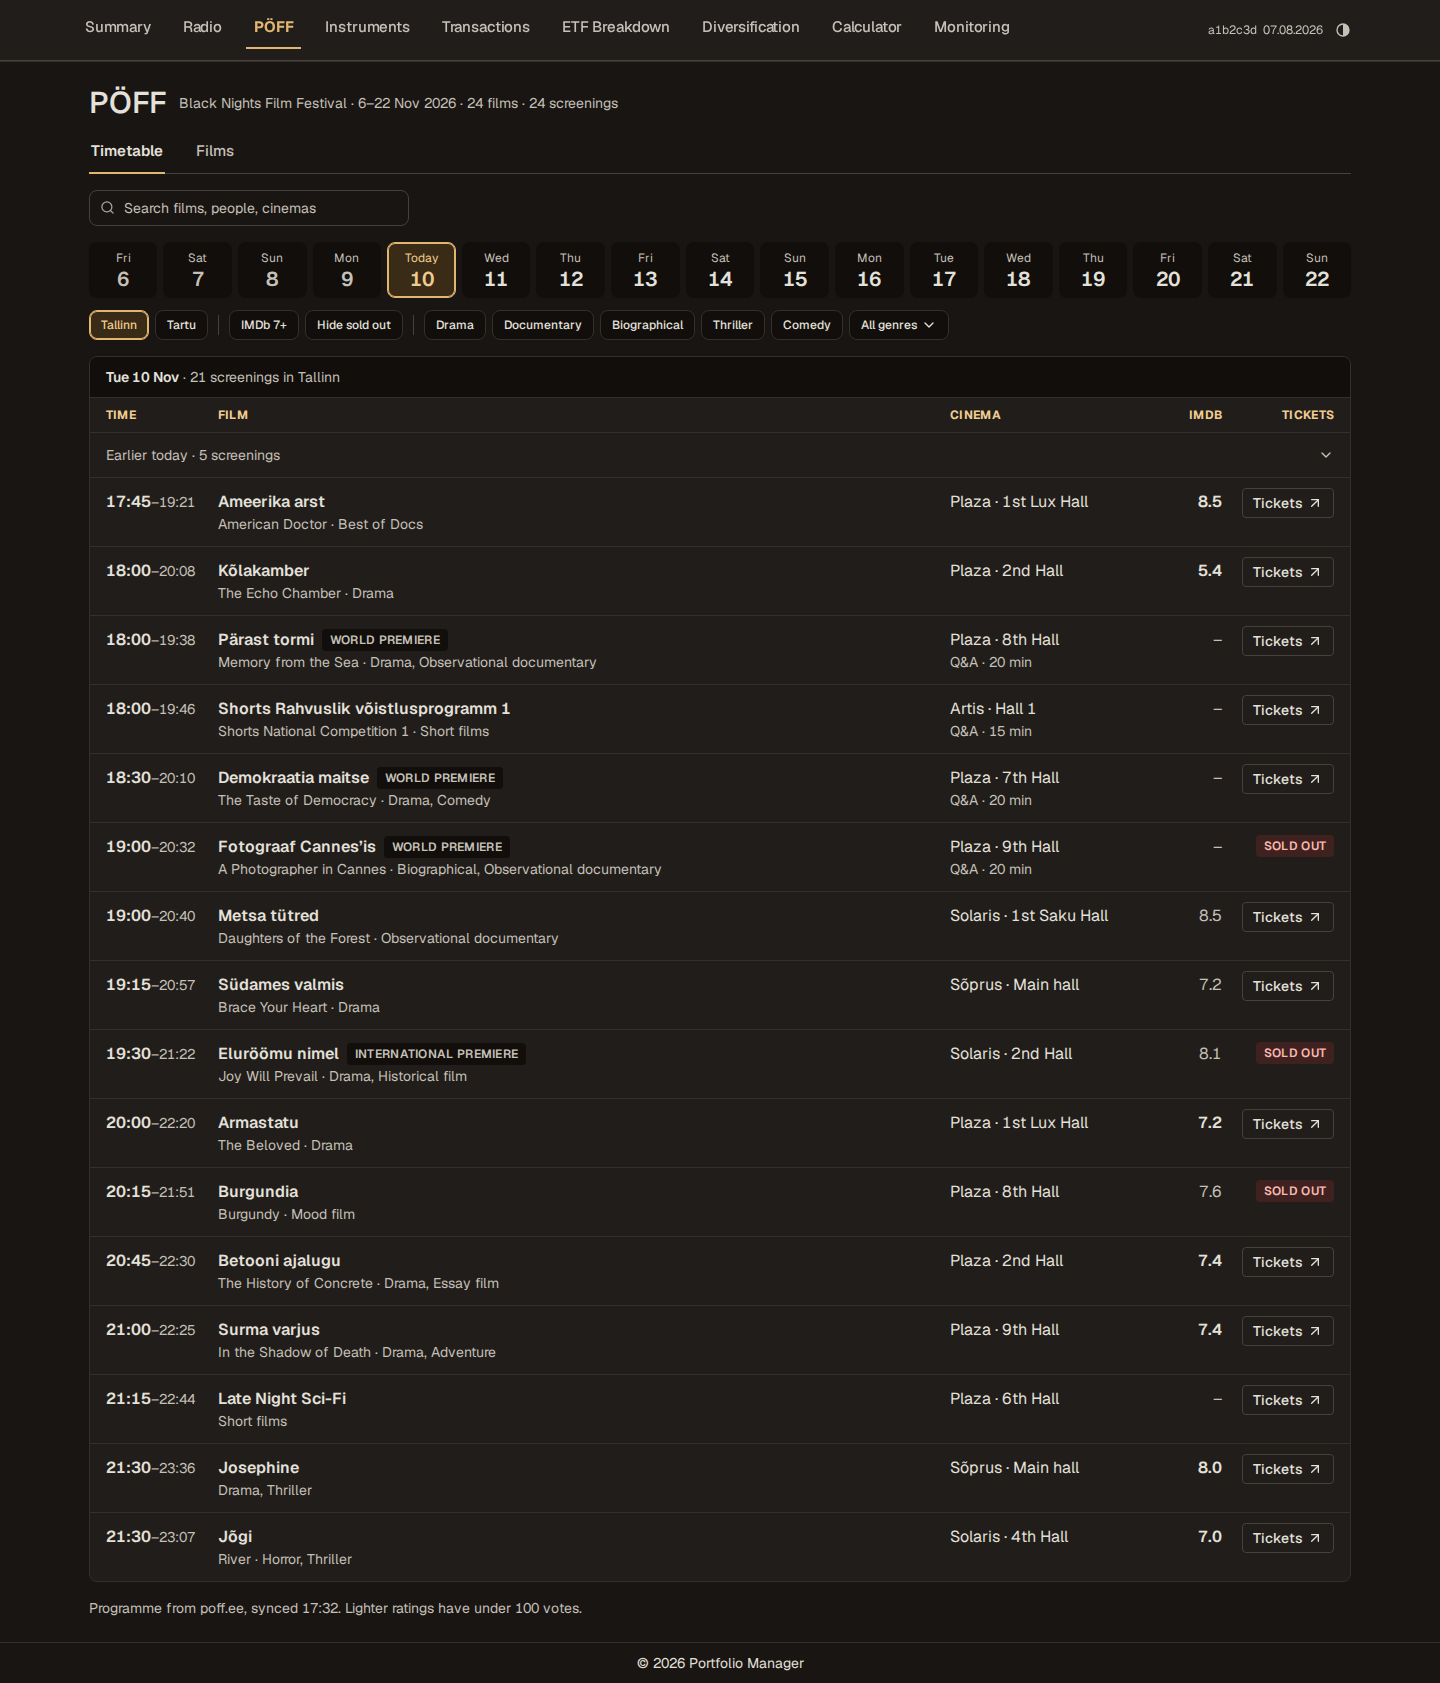 Summary Radio PÖFF Instruments Transactions ETF Breakdown Diversification Calculator Monitoring a1b2c3d 07.08.2026
PÖFF Black Nights Film Festival · 6–22 Nov 2026 · 24 films · 24 screenings
Timetable Films
Search films, people, cinemas
Fri Sat Sun Mon Today Wed Thu Fri Sat Sun Mon Tue Wed Thu Fri Sat Sun
6 7 8 9 10 11 12 13 14 15 16 17 18 19 20 21 22
Tallinn Tartu IMDb 7+ Hide sold out Drama Documentary Biographical Thriller Comedy All genres
Tue 10 Nov · 21 screenings in Tallinn
TIME FILM CINEMA IMDB TICKETS
Earlier today · 5 screenings
17:45–19:21 Ameerika arst Plaza · 1st Lux Hall 8.5 Tickets
American Doctor · Best of Docs
18:00–20:08 Kõlakamber Plaza · 2nd Hall 5.4 Tickets
The Echo Chamber · Drama
18:00–19:38 Pärast tormi WORLD PREMIERE Plaza · 8th Hall – Tickets
Memory from the Sea · Drama, Observational documentary Q&A · 20 min
18:00–19:46 Shorts Rahvuslik võistlusprogramm 1 Artis · Hall 1 – Tickets
Shorts National Competition 1 · Short films Q&A · 15 min
18:30–20:10 Demokraatia maitse WORLD PREMIERE Plaza · 7th Hall – Tickets
The Taste of Democracy · Drama, Comedy Q&A · 20 min
19:00–20:32 Fotograaf Cannes’is WORLD PREMIERE Plaza · 9th Hall – SOLD OUT
A Photographer in Cannes · Biographical, Observational documentary Q&A · 20 min
19:00–20:40 Metsa tütred Solaris · 1st Saku Hall 8.5 Tickets
Daughters of the Forest · Observational documentary
19:15–20:57 Südames valmis Sõprus · Main hall 7.2 Tickets
Brace Your Heart · Drama
19:30–21:22 Eluröömu nimel INTERNATIONAL PREMIERE Solaris · 2nd Hall 8.1 SOLD OUT
Joy Will Prevail · Drama, Historical film
20:00–22:20 Armastatu Plaza · 1st Lux Hall 7.2 Tickets
The Beloved · Drama
20:15–21:51 Burgundia Plaza · 8th Hall 7.6 SOLD OUT
Burgundy · Mood film
20:45–22:30 Betooni ajalugu Plaza · 2nd Hall 7.4 Tickets
The History of Concrete · Drama, Essay film
21:00–22:25 Surma varjus Plaza · 9th Hall 7.4 Tickets
In the Shadow of Death · Drama, Adventure
21:15–22:44 Late Night Sci-Fi Plaza · 6th Hall – Tickets
Short films
21:30–23:36 Josephine Sõprus · Main hall 8.0 Tickets
Drama, Thriller
21:30–23:07 Jõgi Solaris · 4th Hall 7.0 Tickets
River · Horror, Thriller
Programme from poff.ee, synced 17:32. Lighter ratings have under 100 votes.
© 2026 Portfolio Manager